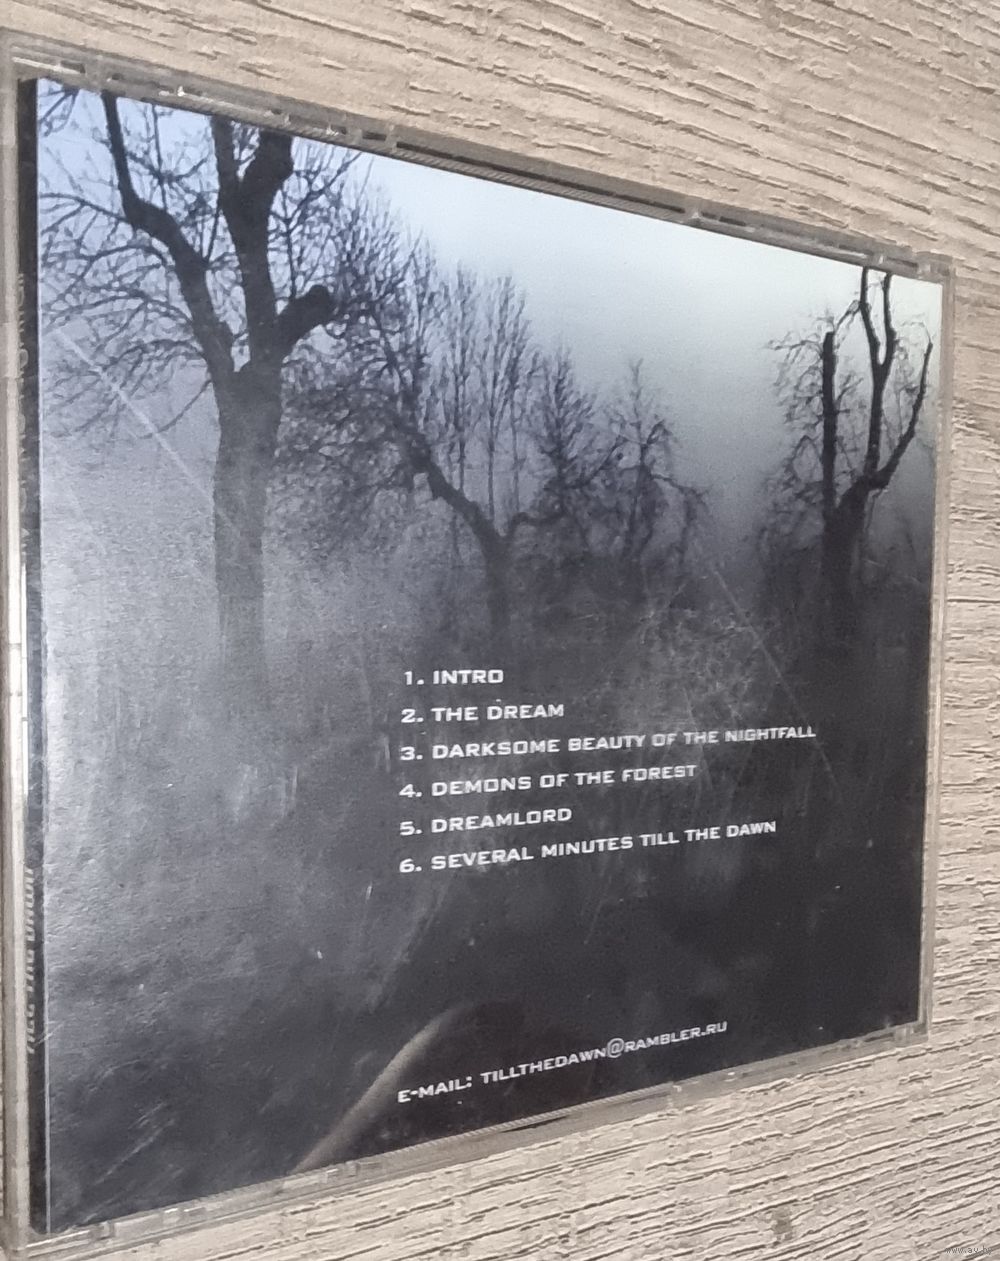 1. INTRO
2. THE DREAM
3. DARKSOME BEAUTY OF THE NIGHTFALL
4. DEMONS OF THE FOREST
5. DREAMLORD
6. SEVERAL MINUTES TILL THE DAWN
E-MAIL: TILLTHEDAWN@RAMBLER.RU